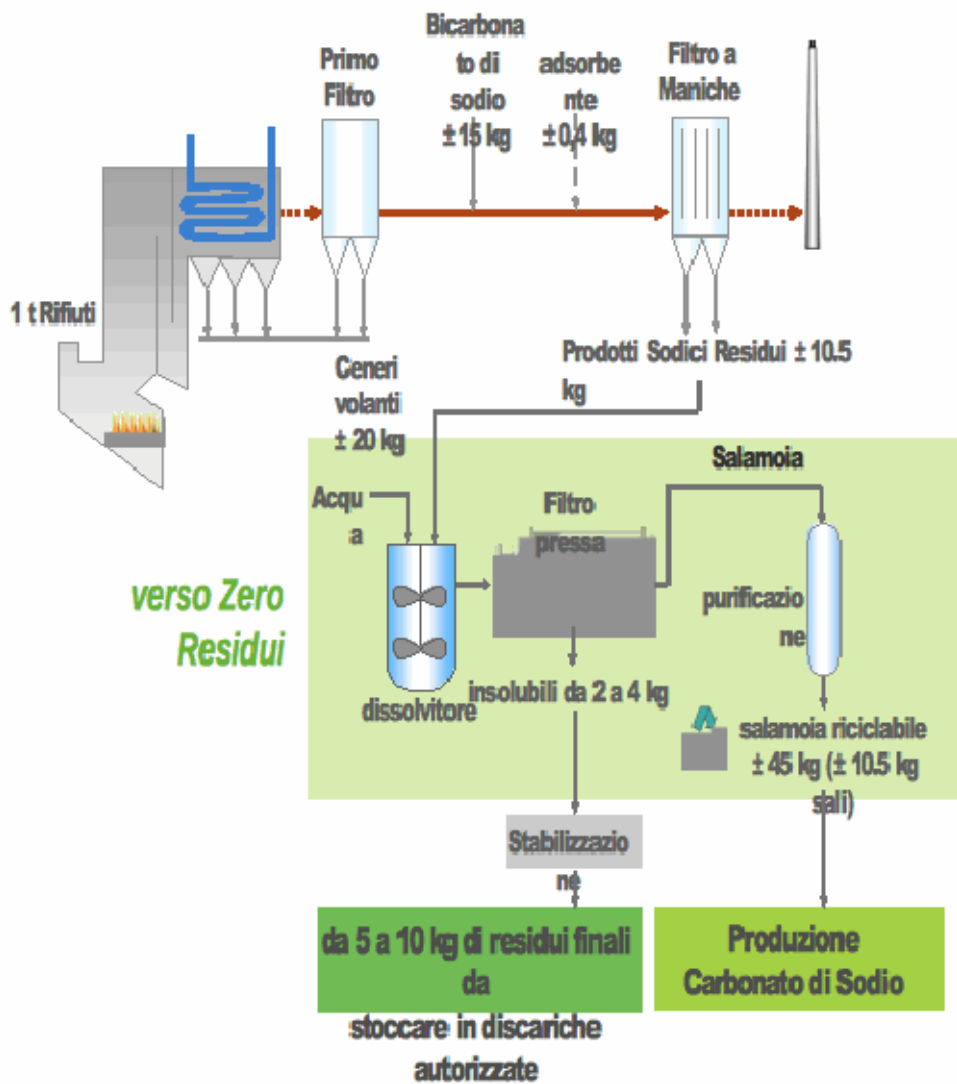 Primo
Filtro
Bicarbona
to di
sodio
± 15 kg
adsorbe
nte
± 0,4 kg
Filtro a
Maniche
1 t Rifiuti
Ceneri
volanti
± 20 kg
Prodotti Sodici Residui ± 10.5
kg
Salamoia
Acqu
a
Filtro
pressa
verso Zero
Residui
purificazio
ne
dissolvitore
insolubili da 2 a 4 kg
salamoia riciclabile
± 45 kg (± 10.5 kg
sali)
Stabilizzazio
ne
da 5 a 10 kg di residui finali
da
stoccare in discariche
autorizzate
Produzione
Carbonato di Sodio